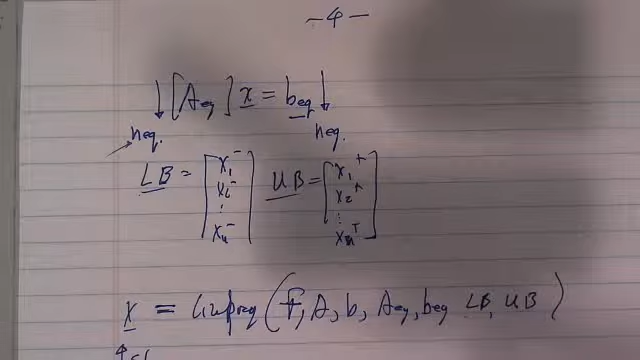 -4-
[Aeq] x = beq
neq. neq.
LB = [x₁⁻ x₂⁻ : xₙ⁻] UB = [x₁⁺ x₂⁺ : xₙ⁺]
x = linprog(f, A, b, Aeq, beq LB, UB)